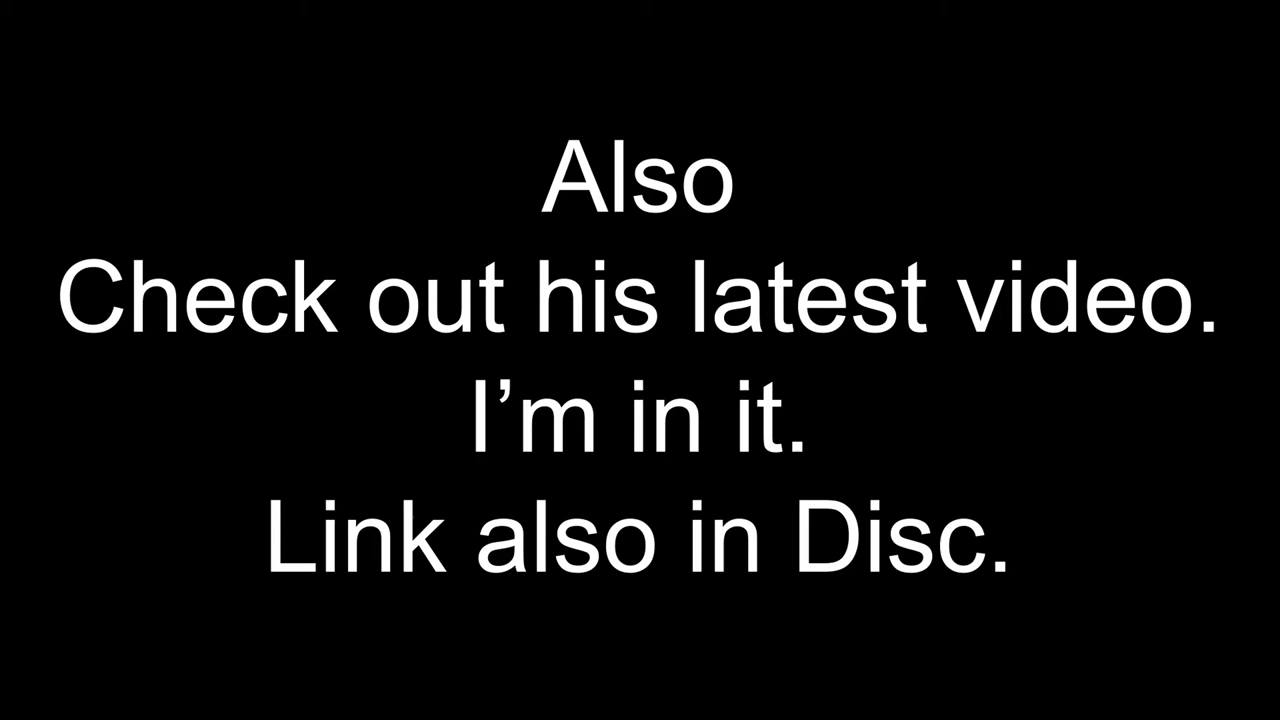 Also
Check out his latest video.
I’m in it.
Link also in Disc.